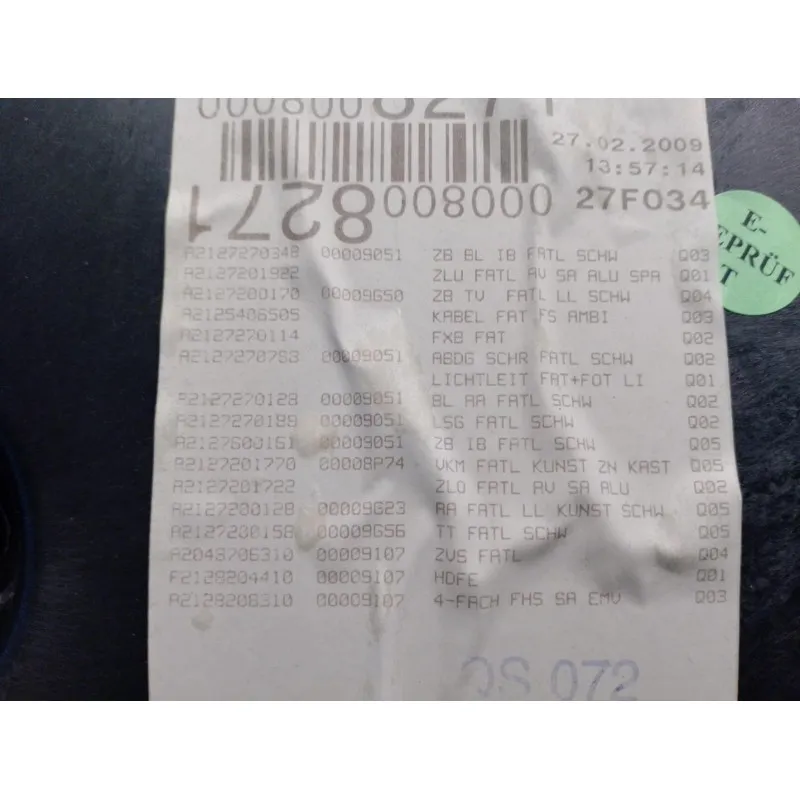 0008008271
27.02.2009
13:57:14
0008008271
27F034
A2127270348 00009051 ZB BL IB FATL SCHW Q03
A2127201922 ZLU FATL AV SA ALU SPA Q01
A2127200170 00009G50 ZB TV FATL LL SCHW Q04
A2125406505 KABEL FAT FS AMBI Q03
A2127270114 FXB FAT Q02
A2127270783 00009051 ABDG SCHR FATL SCHW Q02
LICHTLEIT FAT+FOT LI Q01
A2127270128 00009051 BL AA FATL SCHW Q02
A2127270188 00009051 LSG FATL SCHW Q02
A2127600161 00009051 ZB IB FATL SCHW Q05
A2127201770 00008P74 VKM FATL KUNST ZN KAST Q05
A2127201722 ZLO FATL AV SA ALU Q02
A2127200128 00009G23 AA FATL LL KUNST SCHW Q05
A2127230158 00009G56 TT FATL SCHW Q05
A2048706310 00009107 ZVS FATL Q04
F2128204410 00009107 HDFE Q01
A2128208310 00009107 4-FACH FHS SA EMV Q03
E-
EPRÜF
T
QS 072